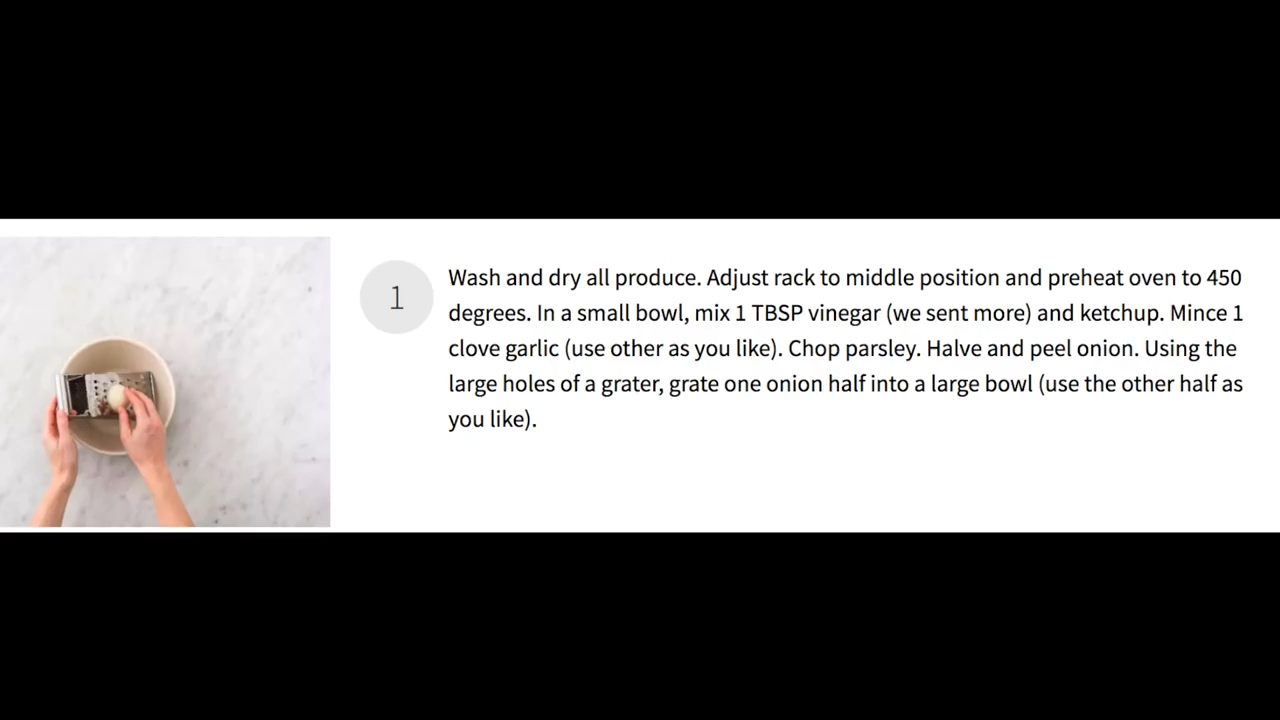 1
Wash and dry all produce. Adjust rack to middle position and preheat oven to 450
degrees. In a small bowl, mix 1 TBSP vinegar (we sent more) and ketchup. Mince 1
clove garlic (use other as you like). Chop parsley. Halve and peel onion. Using the
large holes of a grater, grate one onion half into a large bowl (use the other half as
you like).